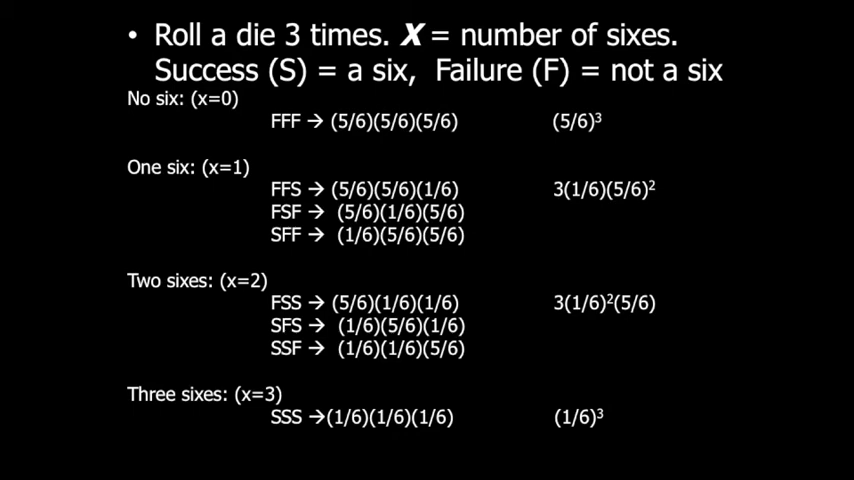 • Roll a die 3 times. X = number of sixes.
Success (S) = a six, Failure (F) = not a six
No six: (x=0)
FFF → (5/6)(5/6)(5/6) (5/6)³
One six: (x=1)
FFS → (5/6)(5/6)(1/6) 3(1/6)(5/6)²
FSF → (5/6)(1/6)(5/6)
SFF → (1/6)(5/6)(5/6)
Two sixes: (x=2)
FSS → (5/6)(1/6)(1/6) 3(1/6)²(5/6)
SFS → (1/6)(5/6)(1/6)
SSF → (1/6)(1/6)(5/6)
Three sixes: (x=3)
SSS →(1/6)(1/6)(1/6) (1/6)³